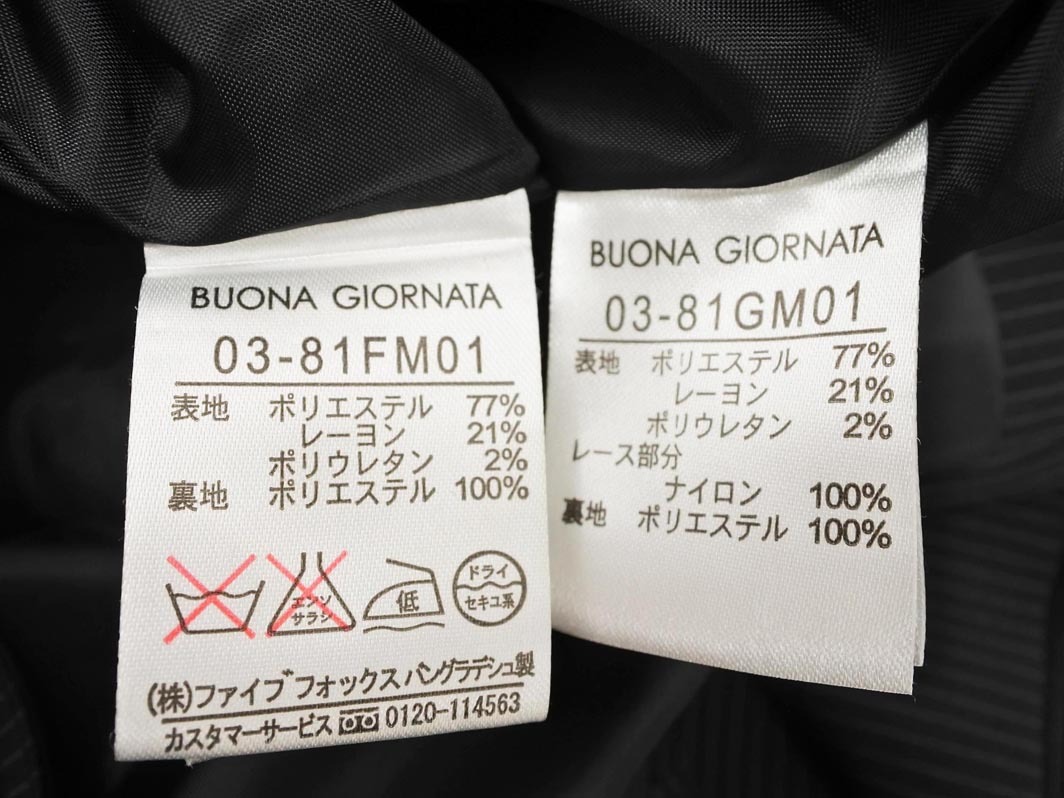 BUONA GIORNATA
03-81FM01
表地 ポリエステル 77%
レーヨン 21%
ポリウレタン 2%
裏地 ポリエステル 100%
エンソ
サラシ
低
ドライ
セキユ系
(株)ファイブフォックスバングラデシュ製
カスタマーサービス 0120-114563
BUONA GIORNATA
03-81GM01
表地 ポリエステル 77%
レーヨン 21%
ポリウレタン 2%
レース部分
ナイロン 100%
裏地 ポリエステル 100%